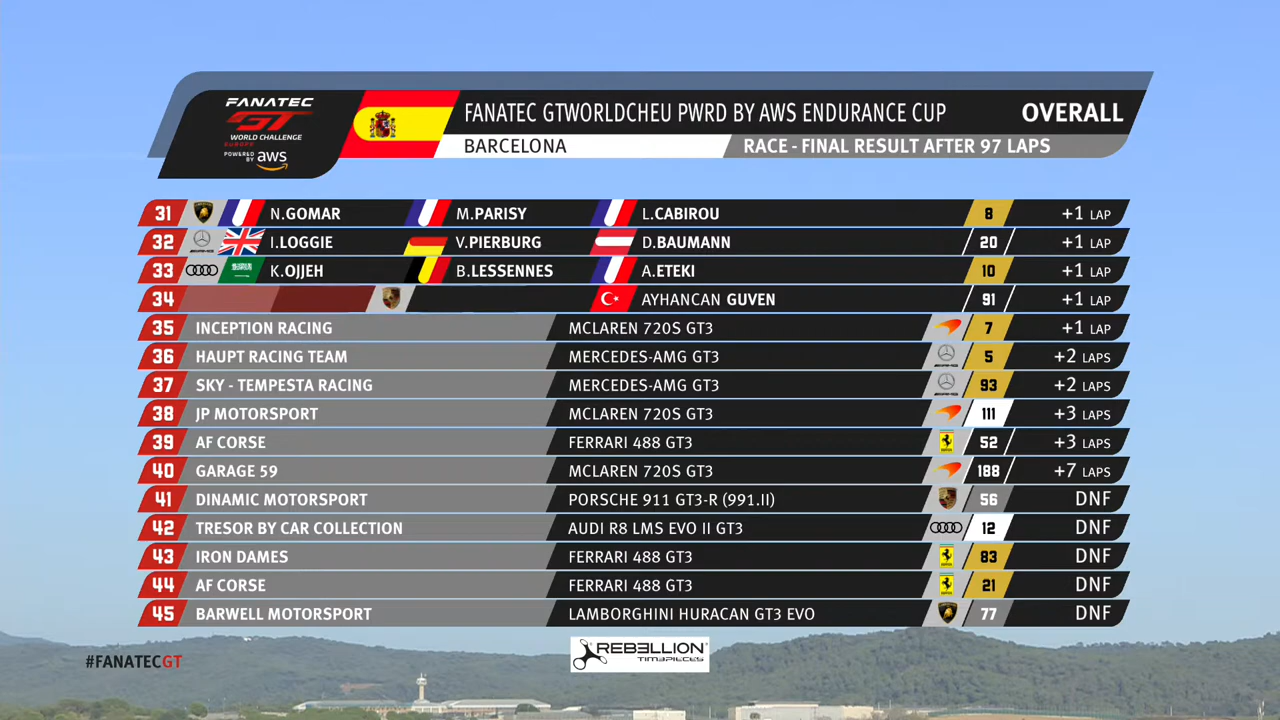 FANATEC
GT
WORLD CHALLENGE
EUROPE
POWERED BY aws
FANATEC GTWORLDCHEU PWRD BY AWS ENDURANCE CUP OVERALL
BARCELONA RACE - FINAL RESULT AFTER 97 LAPS
31 N.GOMAR M.PARISY L.CABIROU 8 +1 LAP
32 I.LOGGIE V.PIERBURG D.BAUMANN 20 +1 LAP
33 K.OJJEH B.LESSENNES A.ETEKI 10 +1 LAP
34 AYHANCAN GUVEN 91 +1 LAP
35 INCEPTION RACING MCLAREN 720S GT3 7 +1 LAP
36 HAUPT RACING TEAM MERCEDES-AMG GT3 5 +2 LAPS
37 SKY - TEMPESTA RACING MERCEDES-AMG GT3 93 +2 LAPS
38 JP MOTORSPORT MCLAREN 720S GT3 111 +3 LAPS
39 AF CORSE FERRARI 488 GT3 52 +3 LAPS
40 GARAGE 59 MCLAREN 720S GT3 188 +7 LAPS
41 DINAMIC MOTORSPORT PORSCHE 911 GT3-R (991.II) 56 DNF
42 TRESOR BY CAR COLLECTION AUDI R8 LMS EVO II GT3 12 DNF
43 IRON DAMES FERRARI 488 GT3 83 DNF
44 AF CORSE FERRARI 488 GT3 21 DNF
45 BARWELL MOTORSPORT LAMBORGHINI HURACAN GT3 EVO 77 DNF
#FANATECGT
REBELLION
TIMEPIECES